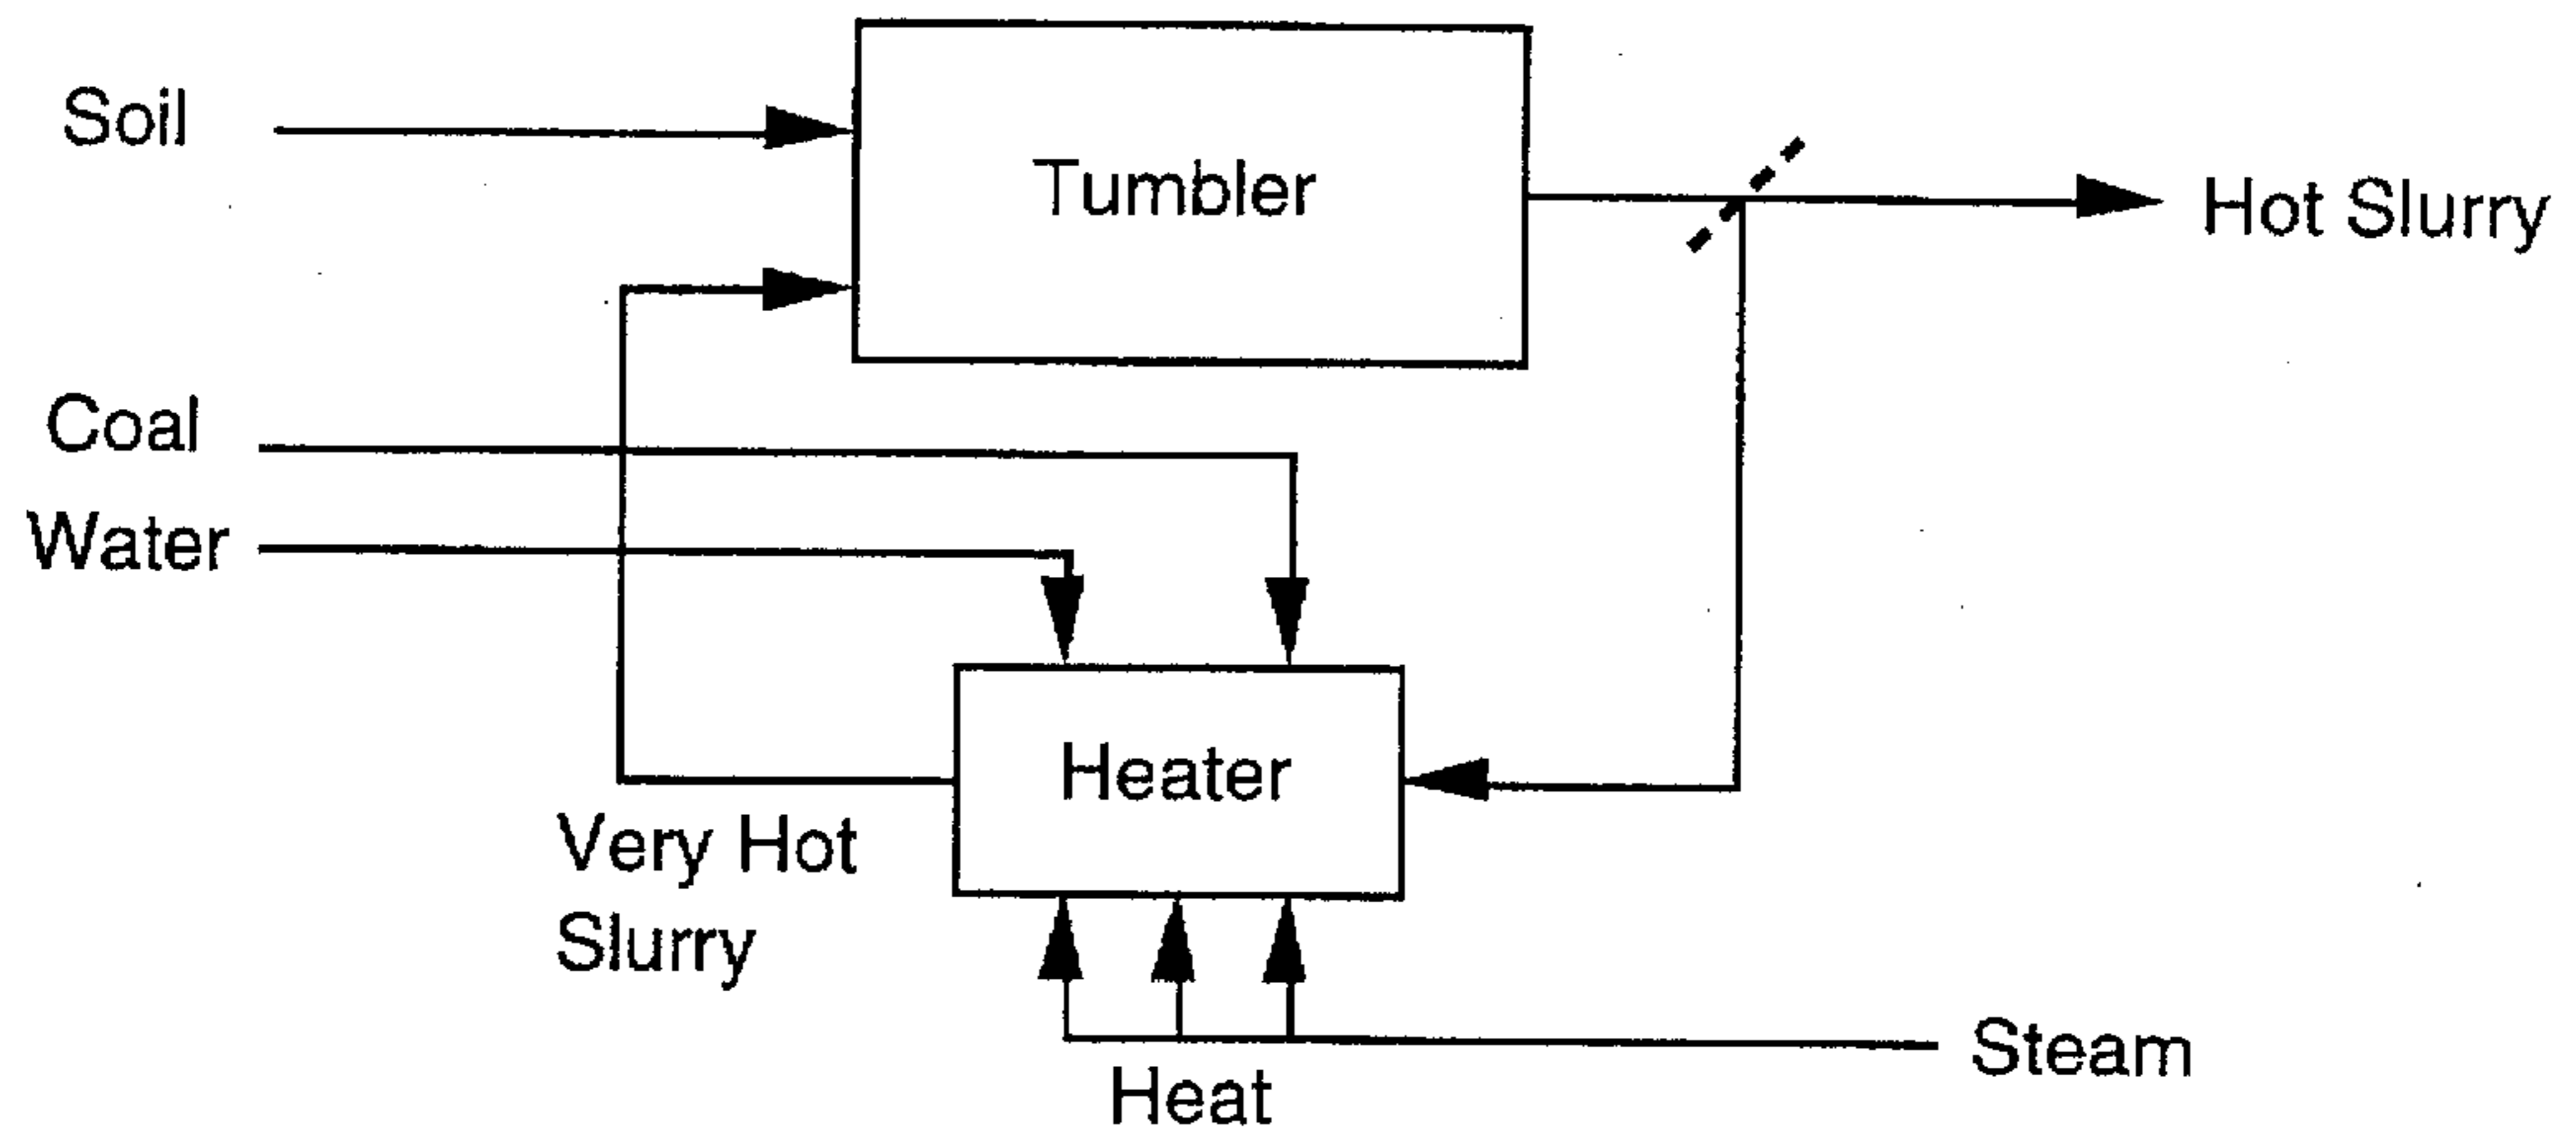 Soil
Tumbler
Hot Slurry
Coal
Water
Heater
Very Hot
Slurry
Steam
Heat